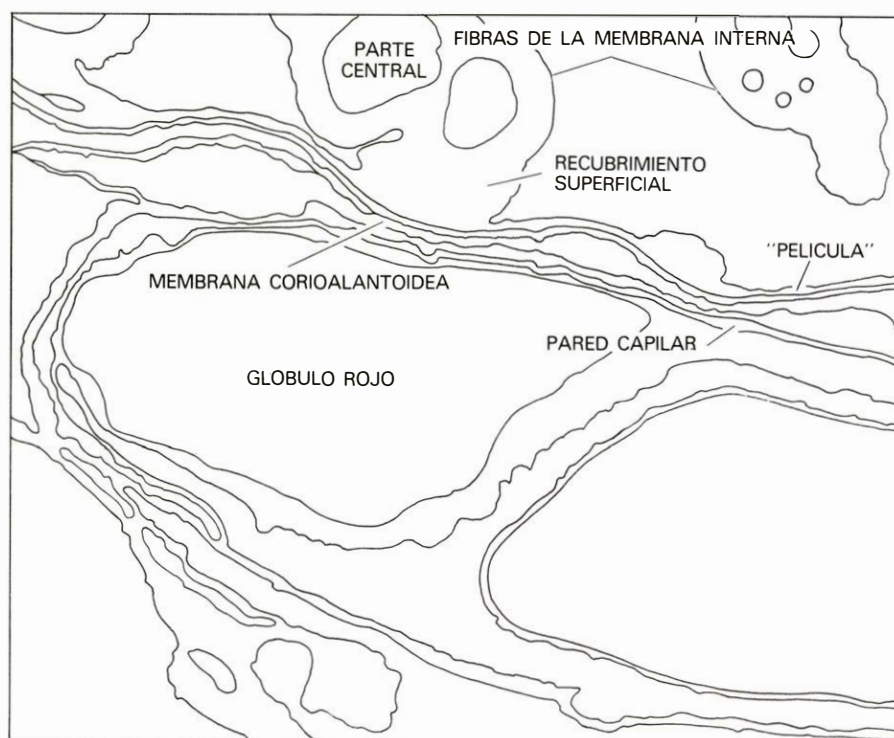 PARTE
CENTRAL
FIBRAS DE LA MEMBRANA INTERNA
RECUBRIMIENTO
SUPERFICIAL
"PELICULA"
MEMBRANA CORIOALANTOIDEA
PARED CAPILAR
GLOBULO ROJO